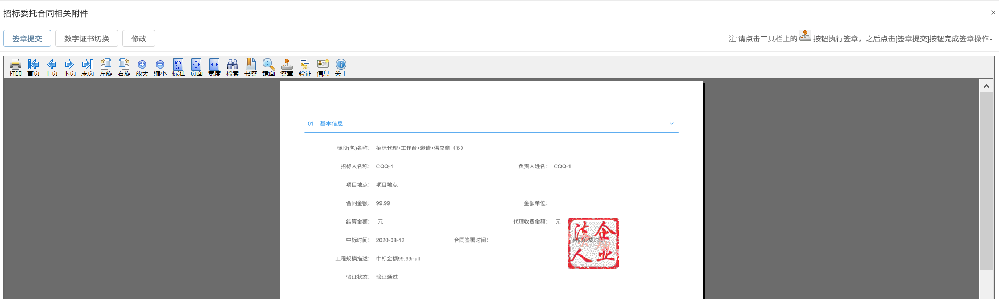 招标委托合同相关附件 ×
签章提交 数字证书切换 修改 注:请点击工具栏上的 按钮执行签章，之后点击[签章提交]按钮完成签章操作。
打印 首页 上页 下页 末页 左旋 右旋 放大 缩小 标准 页面 宽度 检索 书签 镜面 签章 验证 信息 关于
01 基本信息
标段(包)名称： 招标代理+工作台+邀请+供应商（多）
招标人名称： CQQ-1 负责人姓名： CQQ-1
项目地点： 项目地点
合同金额： 99.99 金额单位：
结算金额： 元 代理收费金额： 元
中标时间： 2020-08-12 合同签署时间： 合同完成时间：
企业
法人
工程规模描述： 中标金额99.99null
验证状态： 验证通过